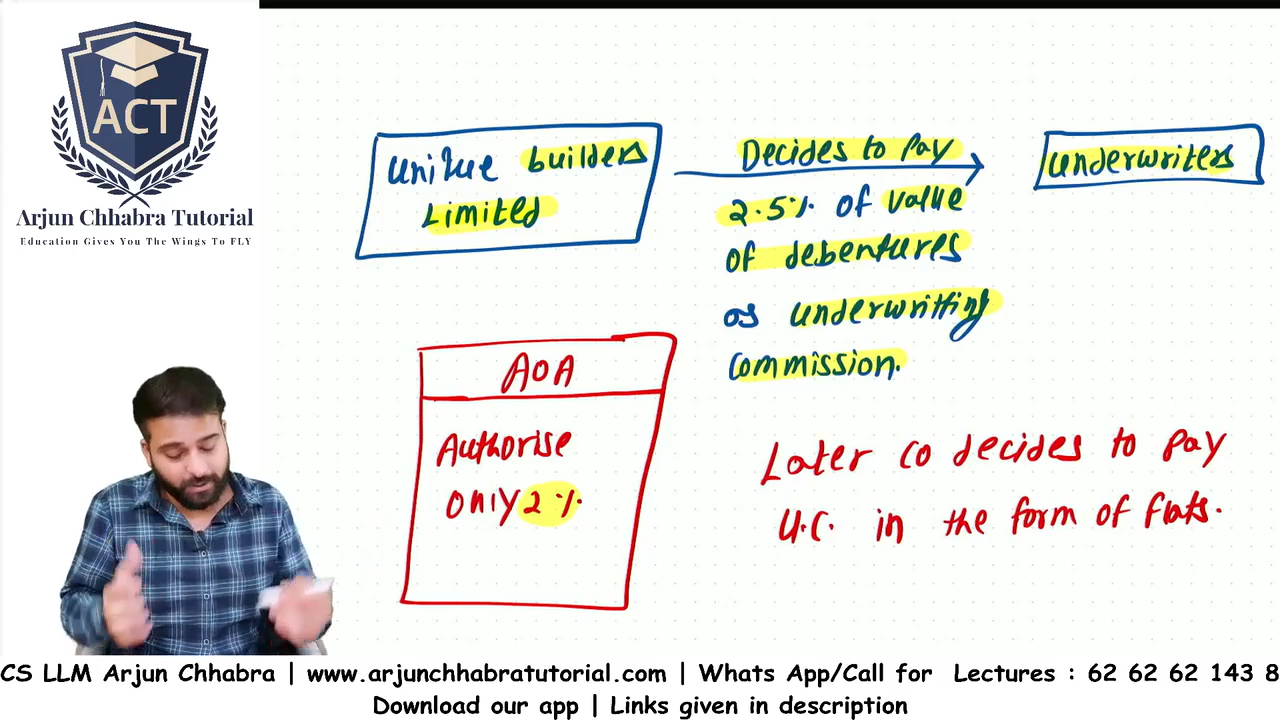 ACT
Arjun Chhabra Tutorial
Education Gives You The Wings To FLY
Unique builders
Limited
Decides to Pay
2.5% of value
of debentures
as underwritting
commission.
underwriters
AOA
Authorise
only 2%
Later co decides to pay
U.C. in the form of flats.
CS LLM Arjun Chhabra | www.arjunchhabratutorial.com | Whats App/Call for Lectures : 62 62 62 143 8
Download our app | Links given in description